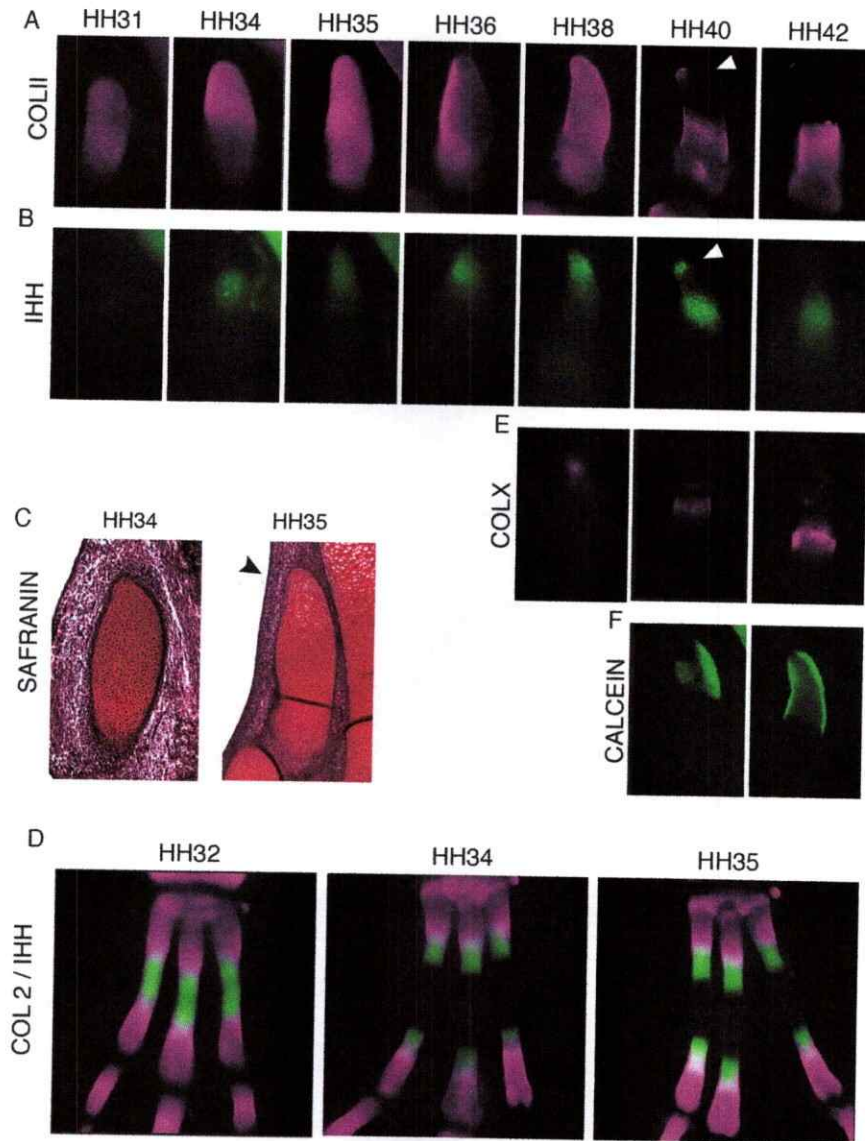 A
HH31 HH34 HH35 HH36 HH38 HH40 HH42
COLII
B
IHH
E
COLX
C
HH34 HH35
SAFRANIN
F
CALCEIN
D
HH32 HH34 HH35
COL 2 / IHH